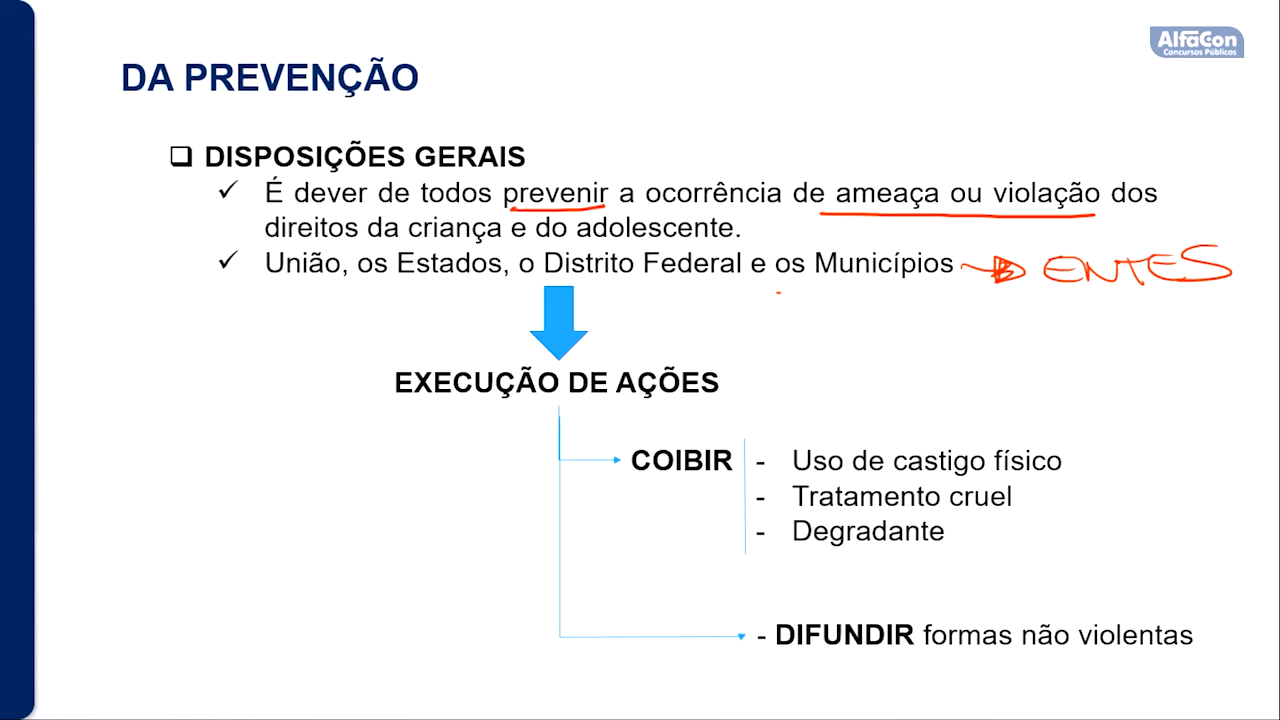 AlfaCon
Concursos Públicos
DA PREVENÇÃO
DISPOSIÇÕES GERAIS
É dever de todos prevenir a ocorrência de ameaça ou violação dos
direitos da criança e do adolescente.
União, os Estados, o Distrito Federal e os Municípios ENTES
EXECUÇÃO DE AÇÕES
COIBIR - Uso de castigo físico
- Tratamento cruel
- Degradante
- DIFUNDIR formas não violentas